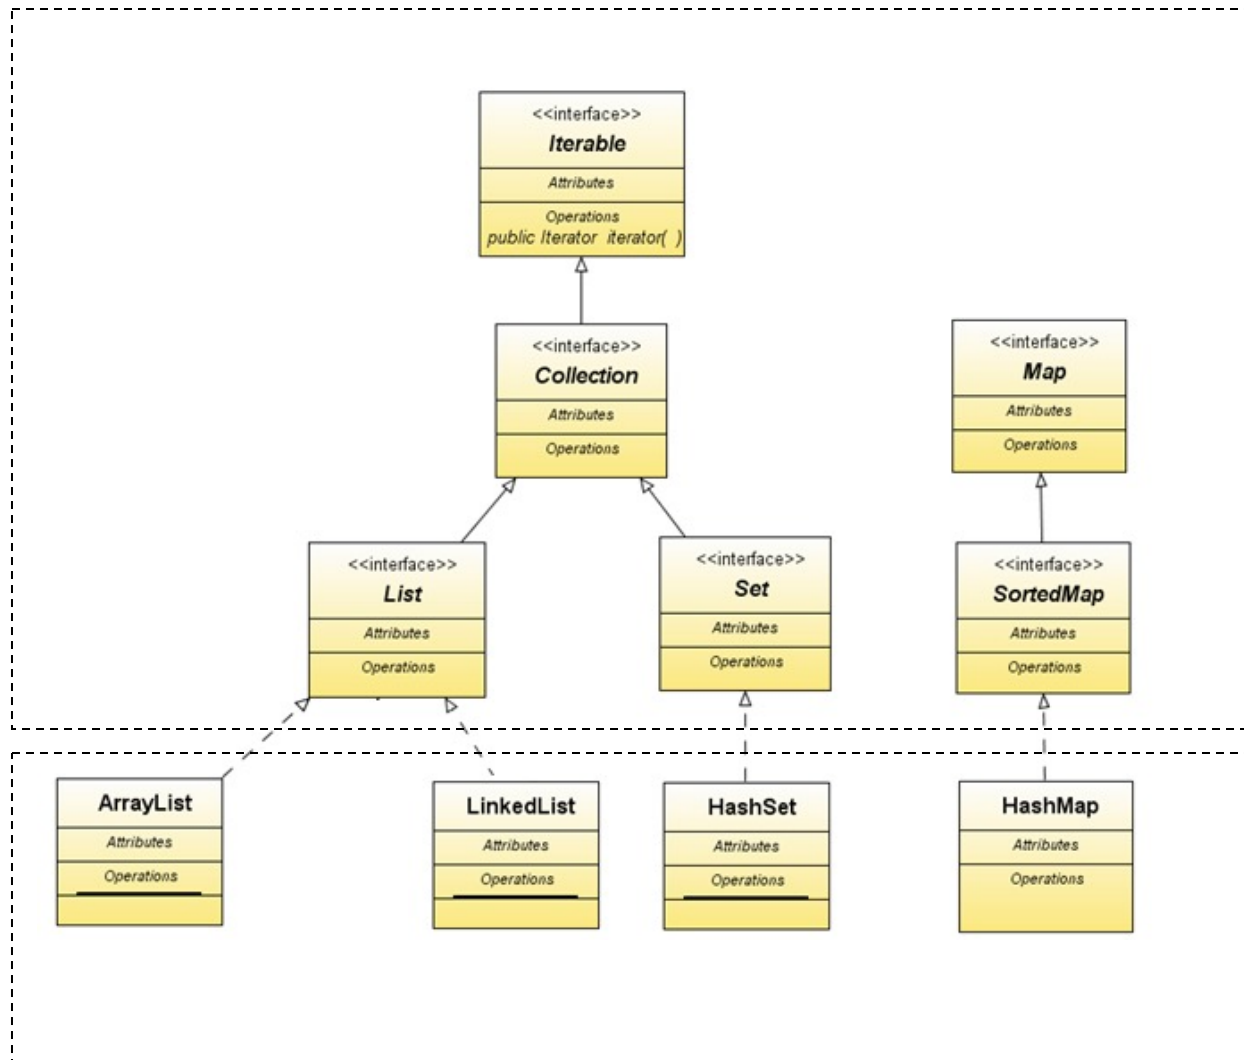 <<interface>>
Iterable
Attributes
Operations
public Iterator iterator( )
<<interface>>
Collection
Attributes
Operations
<<interface>>
Map
Attributes
Operations
<<interface>>
List
Attributes
Operations
<<interface>>
Set
Attributes
Operations
<<interface>>
SortedMap
Attributes
Operations
ArrayList
Attributes
Operations
LinkedList
Attributes
Operations
HashSet
Attributes
Operations
HashMap
Attributes
Operations